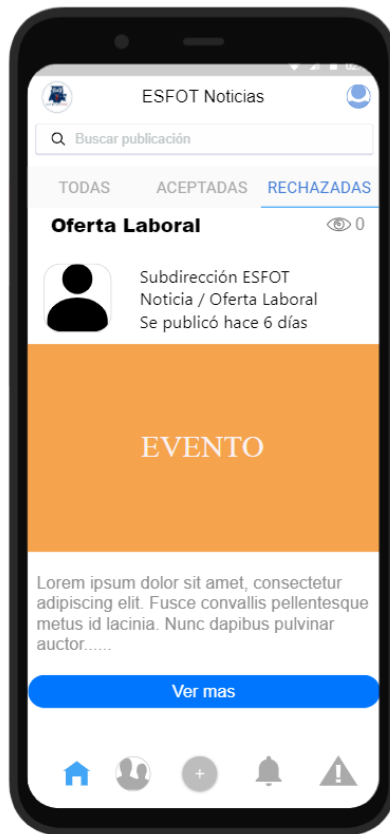 ESFOT Noticias
Buscar publicación
TODAS ACEPTADAS RECHAZADAS
Oferta Laboral 0
Subdirección ESFOT
Noticia / Oferta Laboral
Se publicó hace 6 días
EVENTO
Lorem ipsum dolor sit amet, consectetur
adipiscing elit. Fusce convallis pellentesque
metus id lacinia. Nunc dapibus pulvinar
auctor......
Ver mas